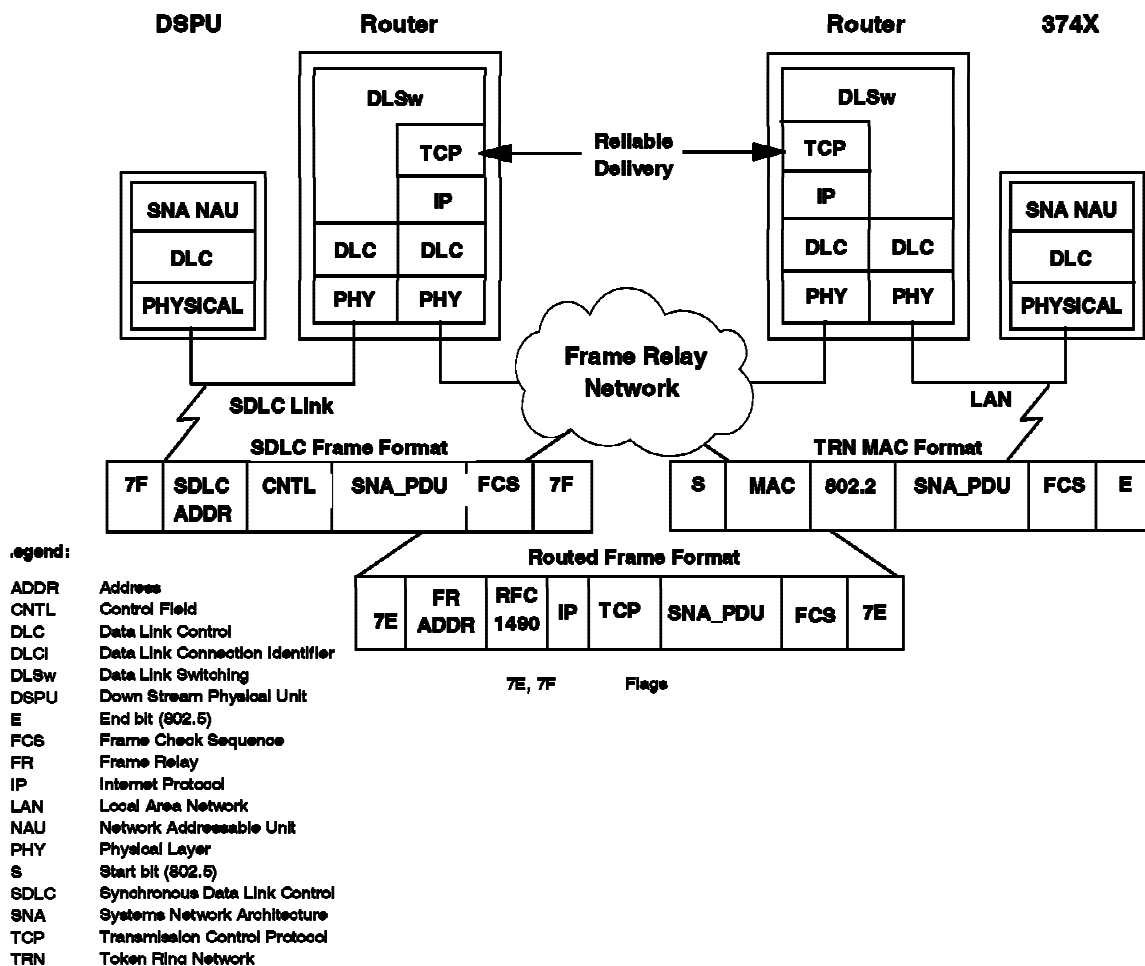 DSPU Router Router 374X
DLSw DLSw
TCP Reliable Delivery TCP
SNA NAU IP IP SNA NAU
DLC DLC DLC DLC DLC DLC
PHYSICAL PHY PHY PHY PHY PHYSICAL
Frame Relay
Network
SDLC Link LAN
SDLC Frame Format TRN MAC Format
7F SDLC ADDR CNTL SNA_PDU FCS 7F S MAC 802.2 SNA_PDU FCS E
Routed Frame Format
7E FR ADDR RFC 1490 IP TCP SNA_PDU FCS 7E
7E, 7F Flags
.egend:
ADDR Address
CNTL Control Field
DLC Data Link Control
DLCI Data Link Connection Identifier
DLSw Data Link Switching
DSPU Down Stream Physical Unit
E End bit (802.5)
FCS Frame Check Sequence
FR Frame Relay
IP Internet Protocol
LAN Local Area Network
NAU Network Addressable Unit
PHY Physical Layer
S Start bit (802.5)
SDLC Synchronous Data Link Control
SNA Systems Network Architecture
TCP Transmission Control Protocol
TRN Token Ring Network